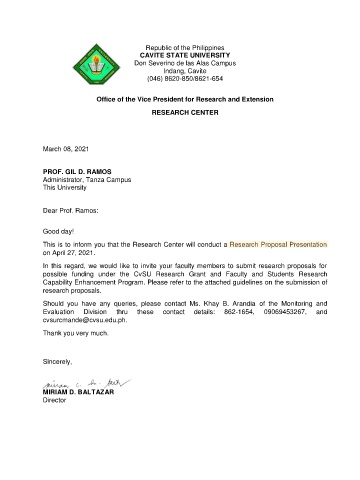 Republic of the Philippines
CAVITE STATE UNIVERSITY
Don Severino de las Alas Campus
Indang, Cavite
(046) 8620-850/8621-654
Office of the Vice President for Research and Extension
RESEARCH CENTER
March 08, 2021
PROF. GIL D. RAMOS
Administrator, Tanza Campus
This University
Dear Prof. Ramos:
Good day!
This is to inform you that the Research Center will conduct a Research Proposal Presentation
on April 27, 2021.
In this regard, we would like to invite your faculty members to submit research proposals for
possible funding under the CvSU Research Grant and Faculty and Students Research
Capability Enhancement Program. Please refer to the attached guidelines on the submission of
research proposals.
Should you have any queries, please contact Ms. Khay B. Arandia of the Monitoring and
Evaluation Division thru these contact details: 862-1654, 09069453267, and
cvsurcmande@cvsu.edu.ph.
Thank you very much.
Sincerely,
MIRIAM D. BALTAZAR
Director